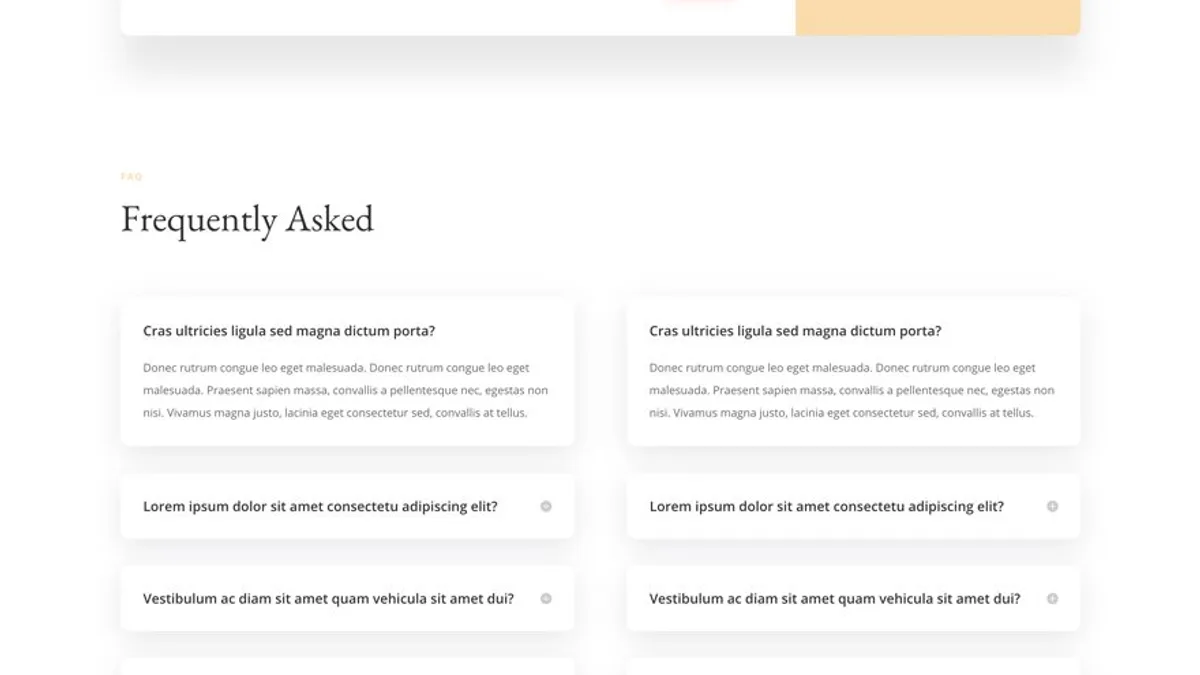 FAQ
Frequently Asked
Cras ultricies ligula sed magna dictum porta?
Donec rutrum congue leo eget malesuada. Donec rutrum congue leo eget
malesuada. Praesent sapien massa, convallis a pellentesque nec, egestas non
nisi. Vivamus magna justo, lacinia eget consectetur sed, convallis at tellus.
Lorem ipsum dolor sit amet consectetu adipiscing elit?
Vestibulum ac diam sit amet quam vehicula sit amet dui?
Cras ultricies ligula sed magna dictum porta?
Donec rutrum congue leo eget malesuada. Donec rutrum congue leo eget
malesuada. Praesent sapien massa, convallis a pellentesque nec, egestas non
nisi. Vivamus magna justo, lacinia eget consectetur sed, convallis at tellus.
Lorem ipsum dolor sit amet consectetu adipiscing elit?
Vestibulum ac diam sit amet quam vehicula sit amet dui?